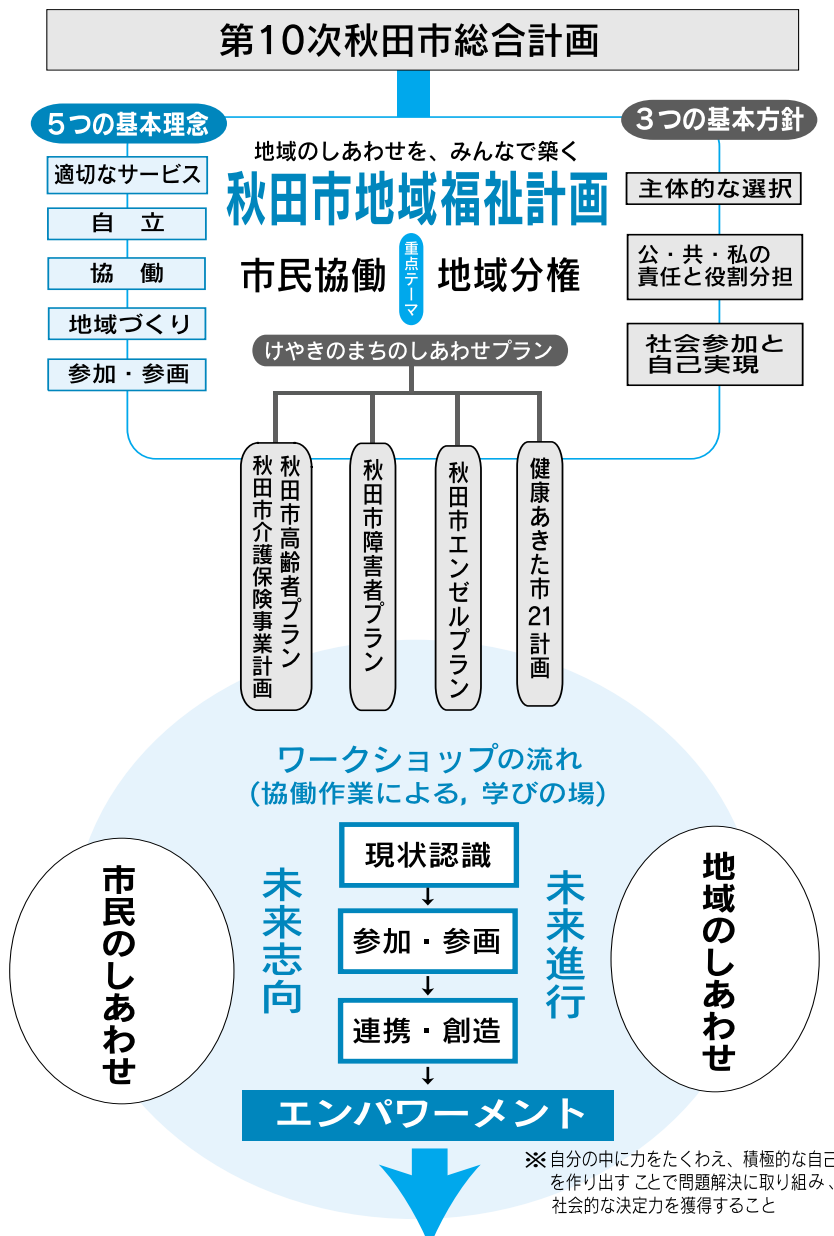 第10次秋田市総合計画
5つの基本理念
適切なサービス
自　立
協　働
地域づくり
参加・参画
地域のしあわせを、みんなで築く
秋田市地域福祉計画
市民協働
重点テーマ
地域分権
3つの基本方針
主体的な選択
公・共・私の
責任と役割分担
社会参加と
自己実現
けやきのまちのしあわせプラン
秋田市高齢者プラン
秋田市介護保険事業計画
秋田市障害者プラン
秋田市エンゼルプラン
健康あきた市21計画
ワークショップの流れ
(協働作業による, 学びの場)
市民のしあわせ
未来志向
現状認識
↓
参加・参画
↓
連携・創造
↓
エンパワーメント
未来進行
地域のしあわせ
※自分の中に力をたくわえ、積極的な自己
を作り出すことで問題解決に取り組み、
社会的な決定力を獲得すること